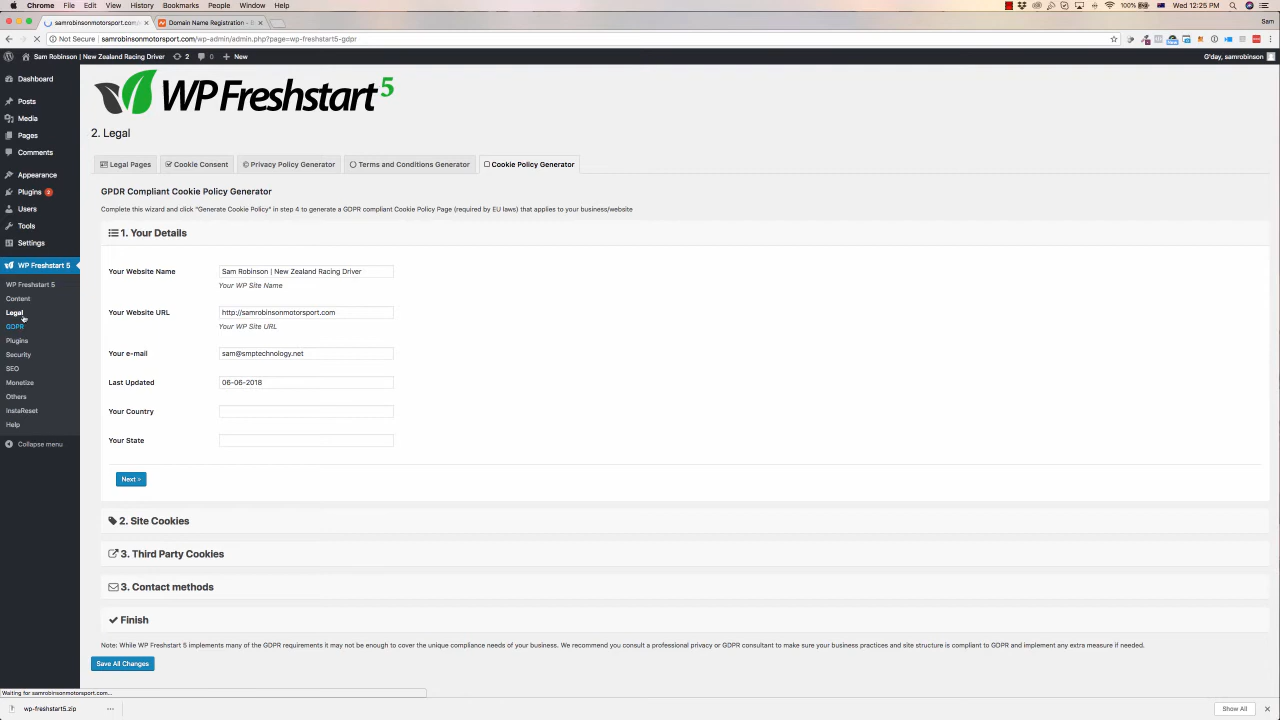 Chrome File Edit View History Bookmarks People Window Help
100% Wed 12:25 PM
samrobinsonmotorsport.com/
Domain Name Registration - B
Sam
Not Secure samrobinsonmotorsport.com/wp-admin/admin.php?page=wp-freshstart5-gdpr
Sam Robinson | New Zealand Racing Driver 2 0 New
G'day, samrobinson
Dashboard
Posts
Media
Pages
Comments
Appearance
Plugins 2
Users
Tools
Settings
WP Freshstart 5
WP Freshstart 5
Content
Legal
GDPR
Plugins
Security
SEO
Monetize
Others
InstaReset
Help
Collapse menu
WP Freshstart 5
2. Legal
Legal Pages Cookie Consent Privacy Policy Generator Terms and Conditions Generator Cookie Policy Generator
GPDR Compliant Cookie Policy Generator
Complete this wizard and click "Generate Cookie Policy" in step 4 to generate a GDPR compliant Cookie Policy Page (required by EU laws) that applies to your business/website
1. Your Details
Your Website Name Sam Robinson | New Zealand Racing Driver
Your WP Site Name
Your Website URL http://samrobinsonmotorsport.com
Your WP Site URL
Your e-mail sam@smptechnology.net
Last Updated 06-06-2018
Your Country
Your State
Next >
2. Site Cookies
3. Third Party Cookies
3. Contact methods
Finish
Note: While WP Freshstart 5 implements many of the GDPR requirements it may not be enough to cover the unique compliance needs of your business. We recommend you consult a professional privacy or GDPR consultant to make sure your business practices and site structure is compliant to GDPR and implement any extra measure if needed.
Save All Changes
Waiting for samrobinsonmotorsport.com...
wp-freshstart5.zip
Show All